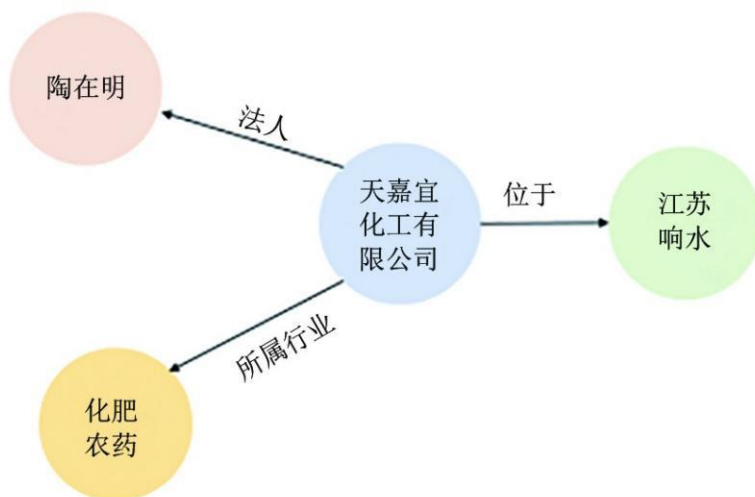 陶在明
法人
天嘉宜
化工有
限公司
位于
江苏
响水
所属行业
化肥
农药